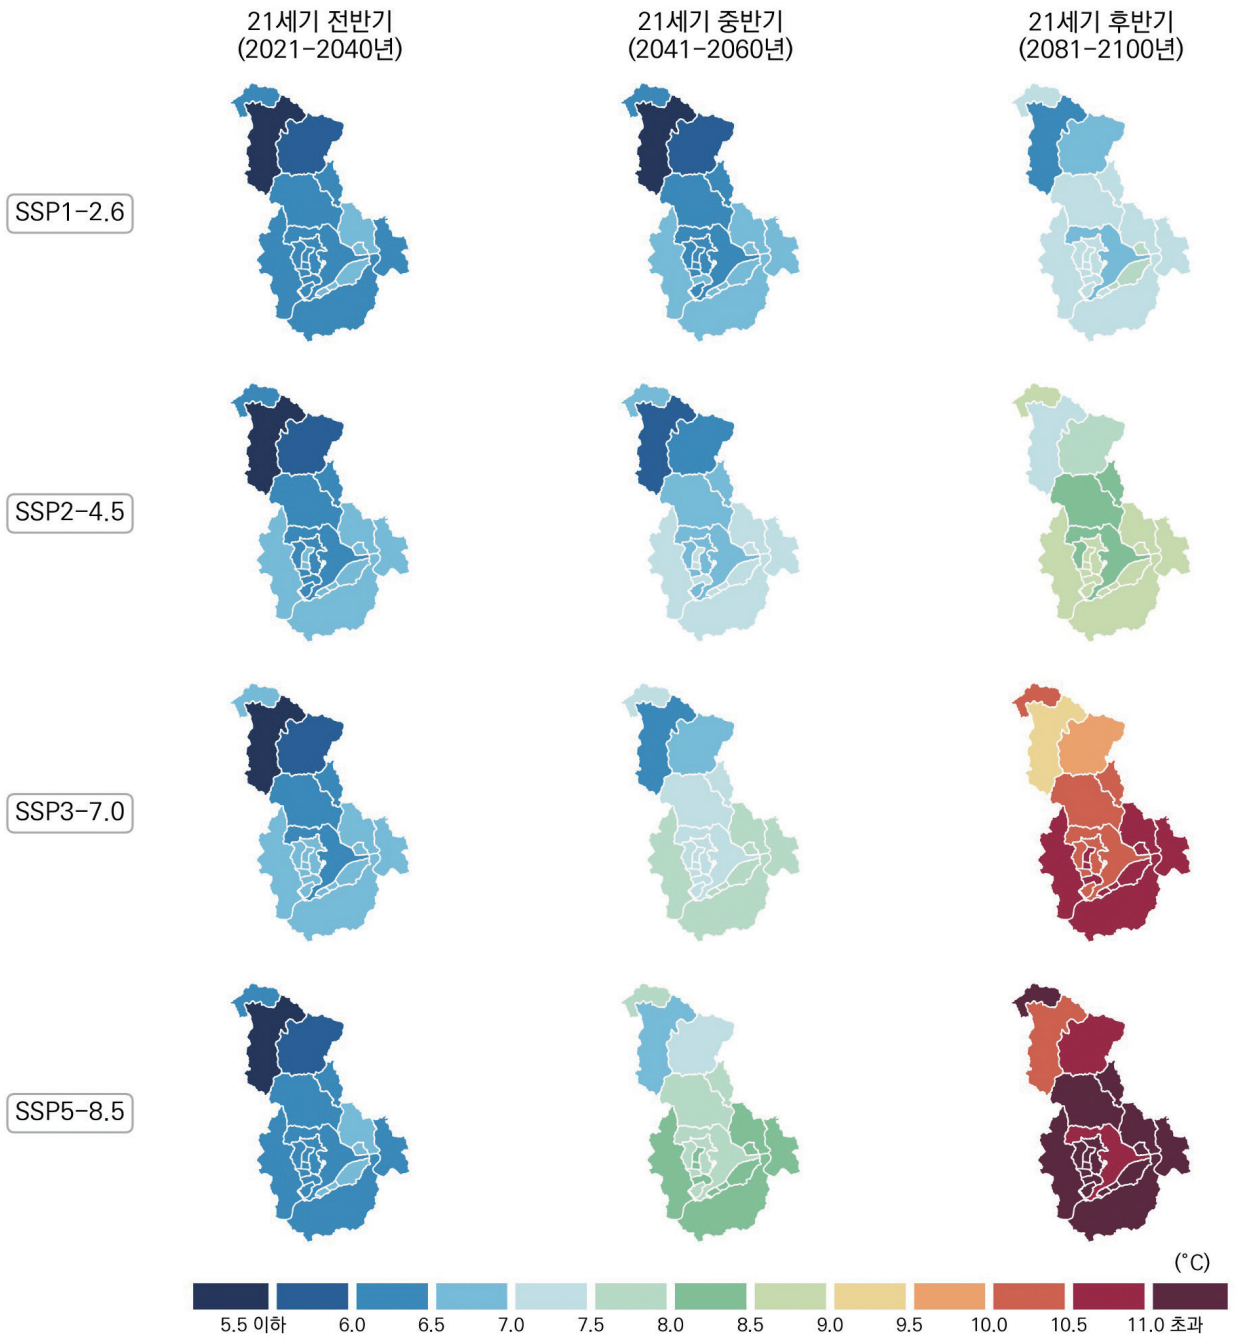 21세기 전반기
(2021-2040년)
21세기 중반기
(2041-2060년)
21세기 후반기
(2081-2100년)
SSP1-2.6
SSP2-4.5
SSP3-7.0
SSP5-8.5
(°C)
5.5 이하 6.0 6.5 7.0 7.5 8.0 8.5 9.0 9.5 10.0 10.5 11.0 초과